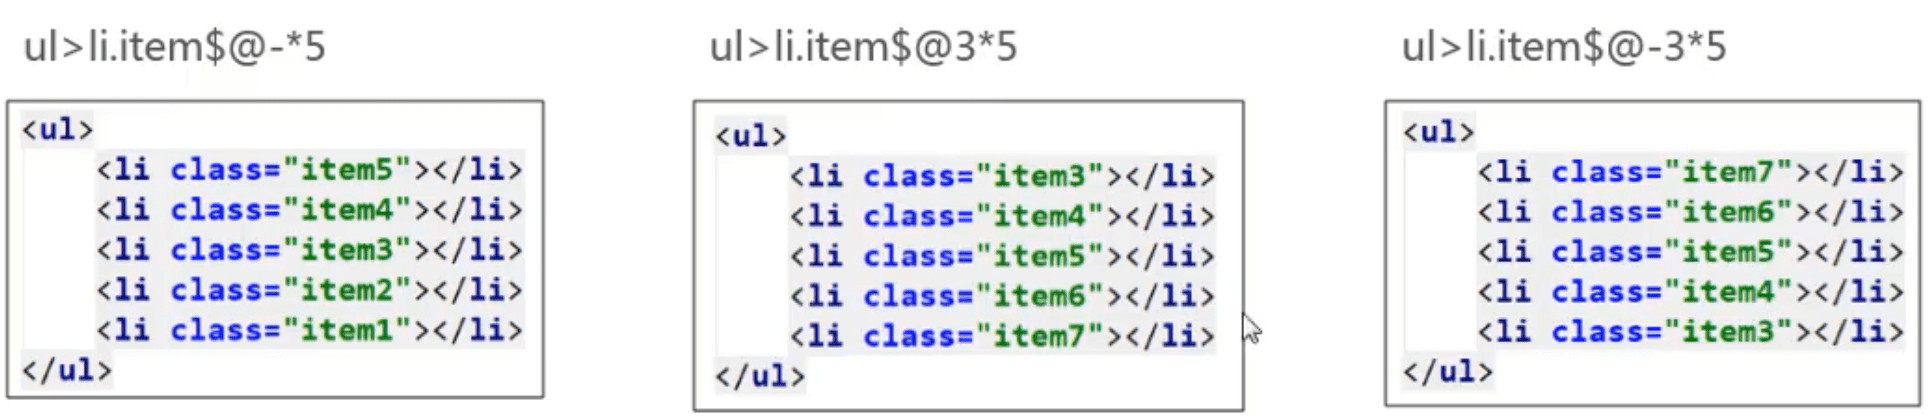 ul>li.item$@-*5
<ul>
<li class="item5"></li>
<li class="item4"></li>
<li class="item3"></li>
<li class="item2"></li>
<li class="item1"></li>
</ul>
ul>li.item$@3*5
<ul>
<li class="item3"></li>
<li class="item4"></li>
<li class="item5"></li>
<li class="item6"></li>
<li class="item7"></li>
</ul>
ul>li.item$@-3*5
<ul>
<li class="item7"></li>
<li class="item6"></li>
<li class="item5"></li>
<li class="item4"></li>
<li class="item3"></li>
</ul>